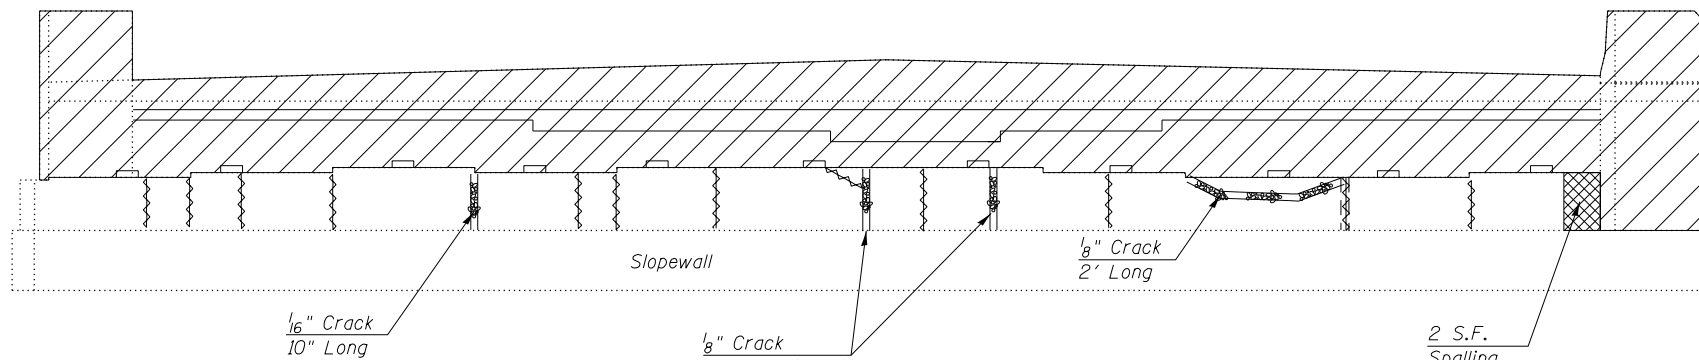 Slopewall
1/8" Crack
2' Long
1/16" Crack
10" Long
1/8" Crack
2 S.F.
Spalling